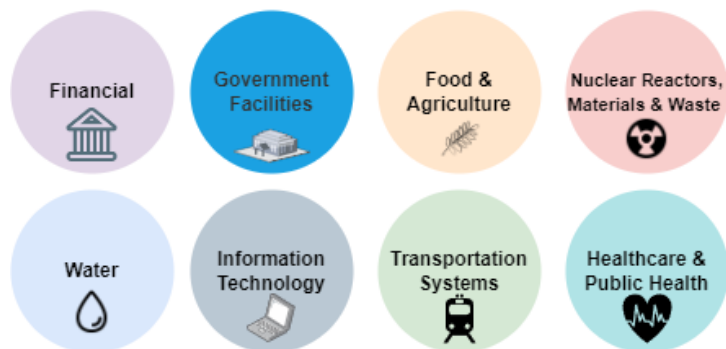 Financial
Government
Facilities
Food &
Agriculture
Nuclear Reactors,
Materials & Waste
Water
Information
Technology
Transportation
Systems
Healthcare &
Public Health